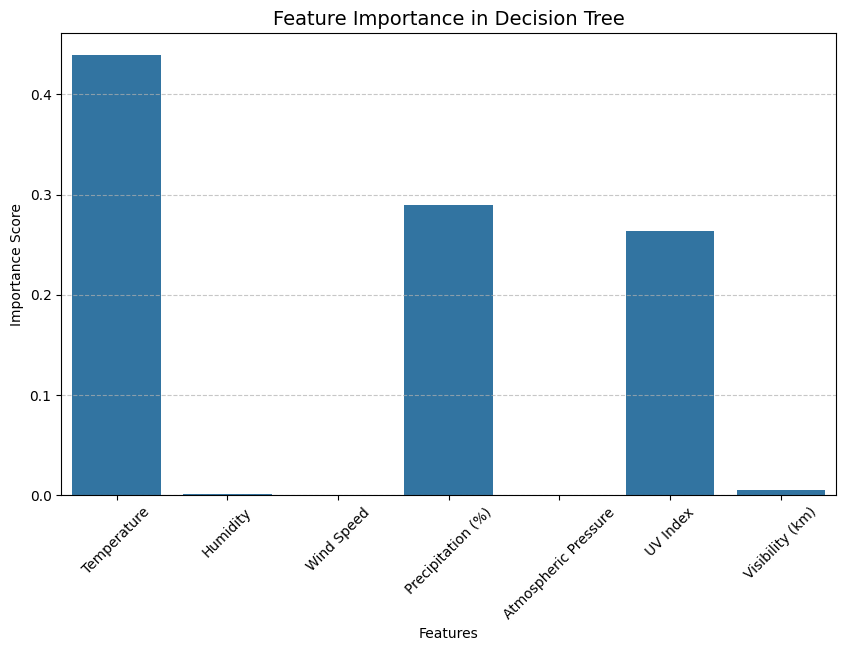 Feature Importance in Decision Tree
Importance Score
0.4
0.3
0.2
0.1
0.0
Temperature
Humidity
Wind Speed
Precipitation (%)
Atmospheric Pressure
UV Index
Visibility (km)
Features